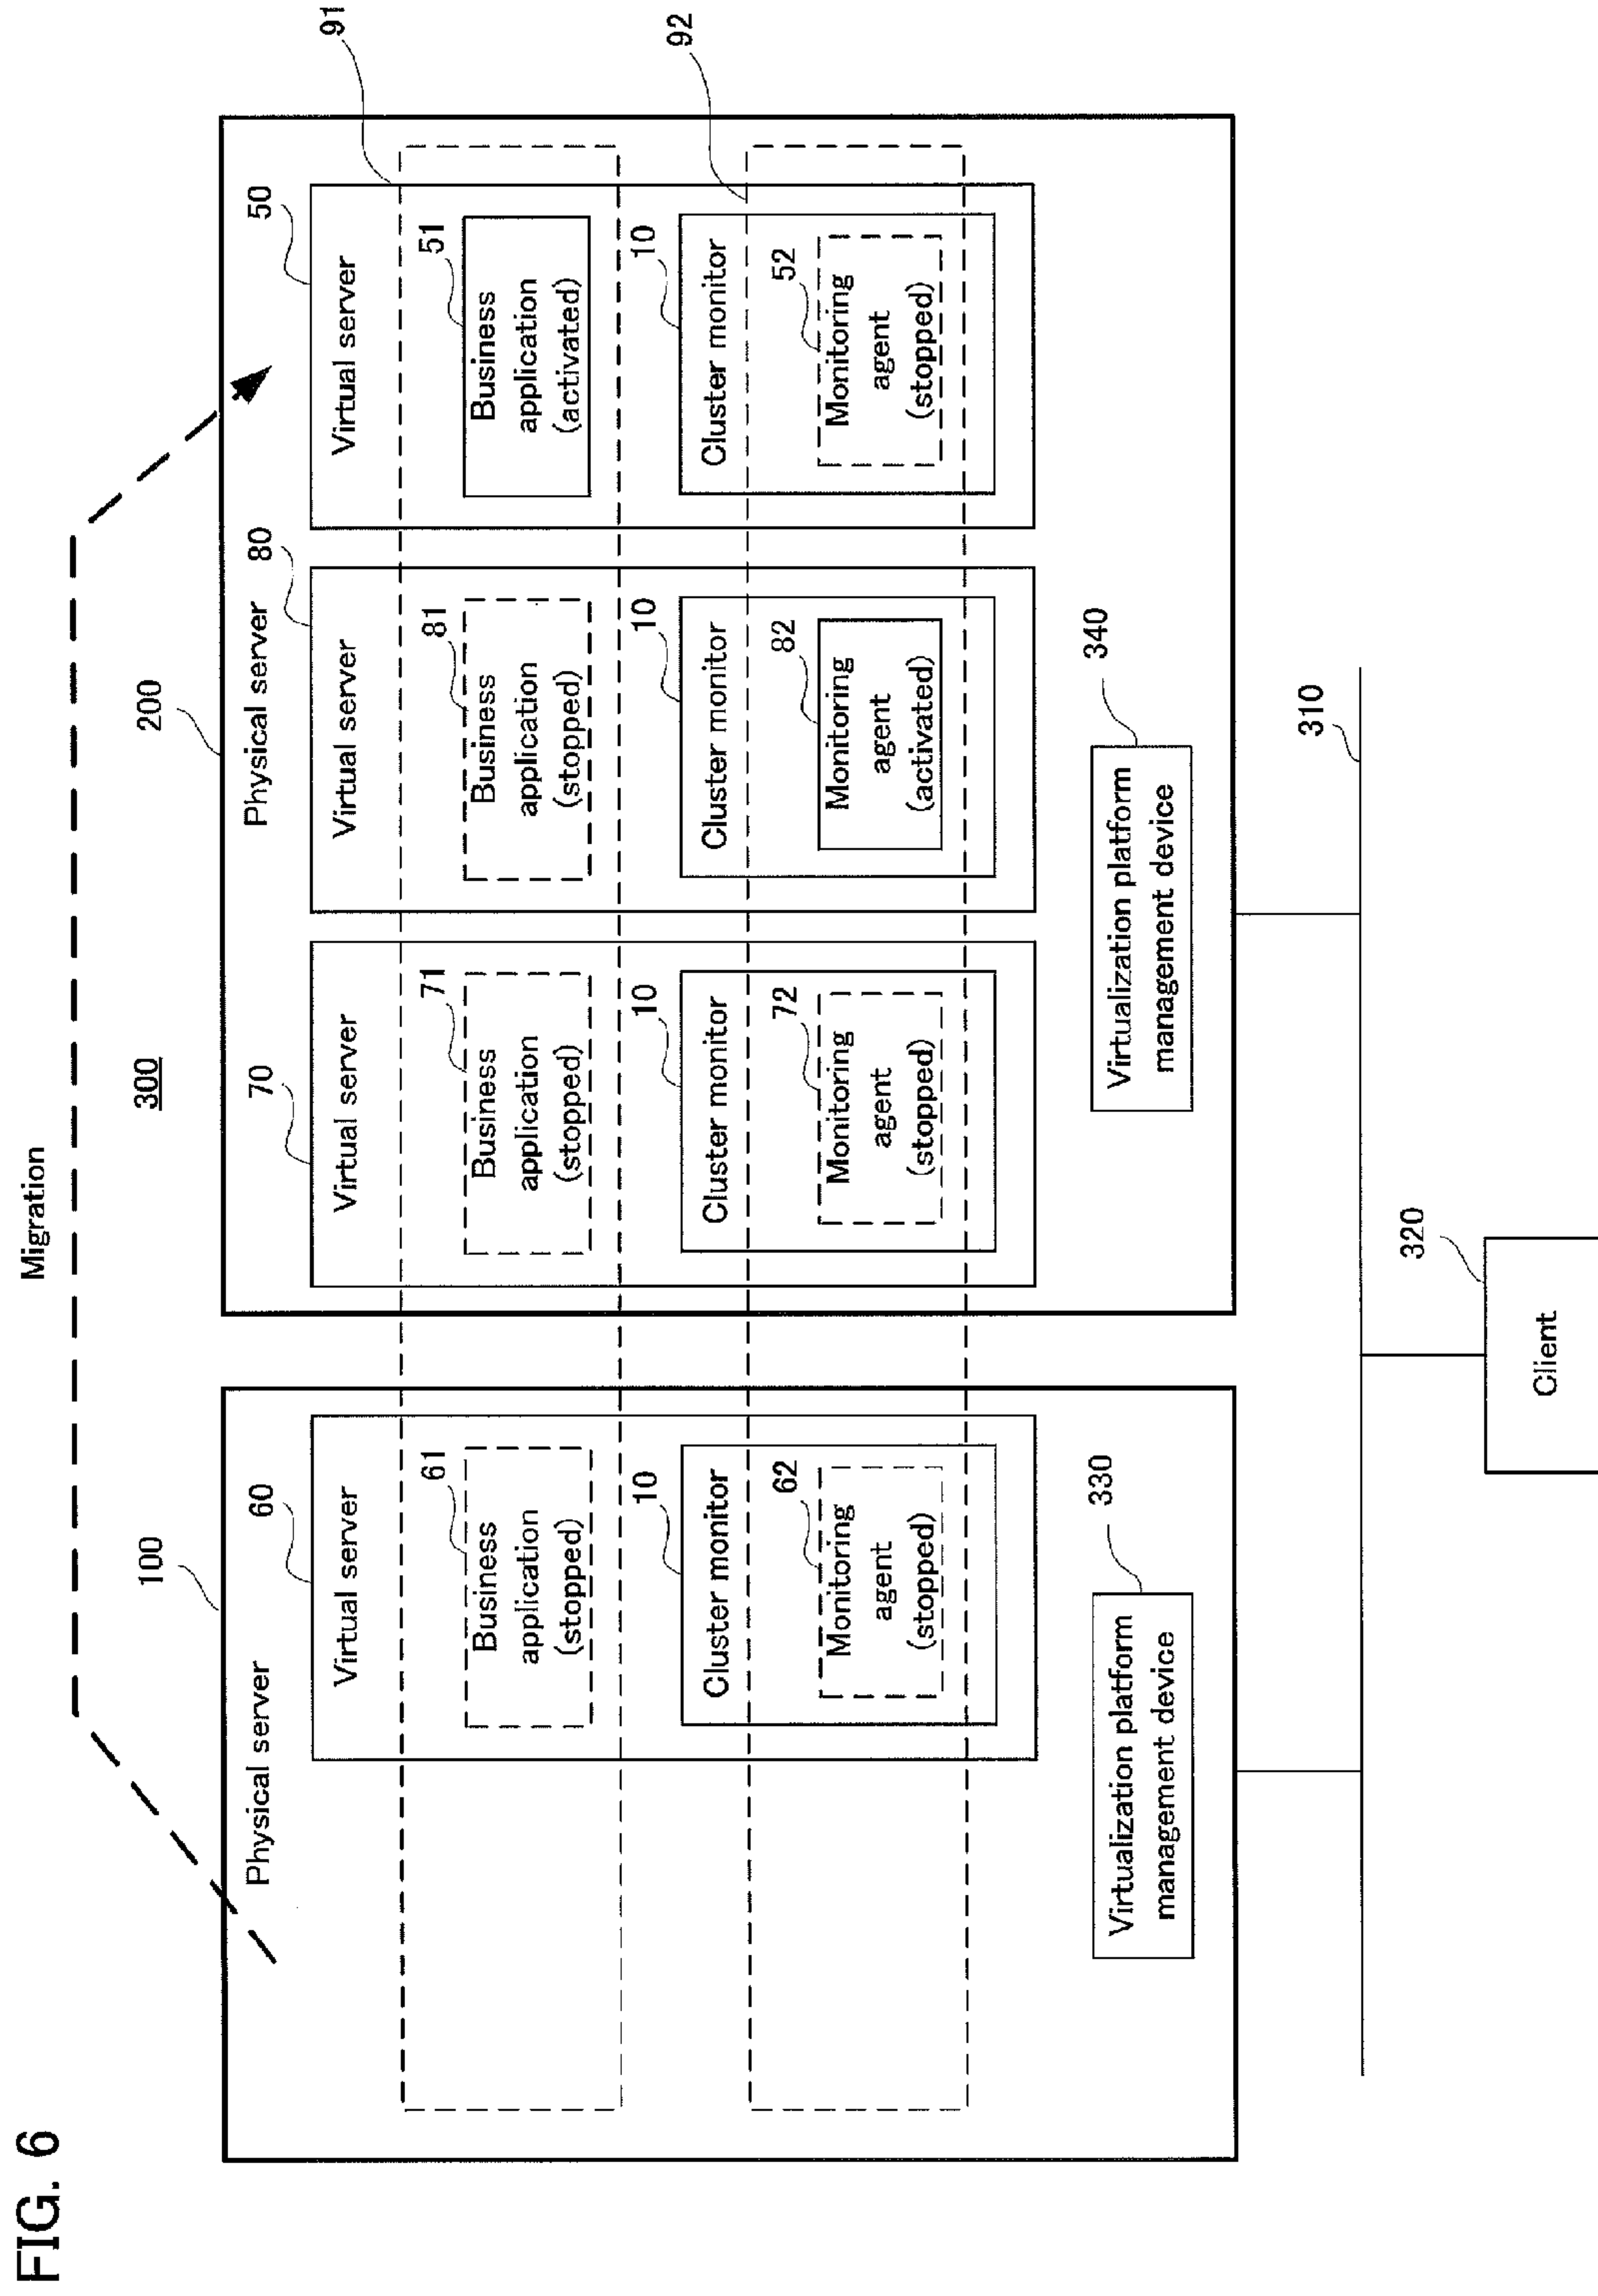 FIG. 6
Migration
300
100
Physical server
60
Virtual server
61
Business
application
(stopped)
10
Cluster monitor
62
Monitoring
agent
(stopped)
330
Virtualization platform
management device
200
Physical server
70
Virtual server
71
Business
application
(stopped)
10
Cluster monitor
72
Monitoring
agent
(stopped)
80
Virtual server
81
Business
application
(stopped)
10
Cluster monitor
82
Monitoring
agent
(activated)
50
Virtual server
51
Business
application
(activated)
10
Cluster monitor
52
Monitoring
agent
(stopped)
340
Virtualization platform
management device
91
92
310
320
Client